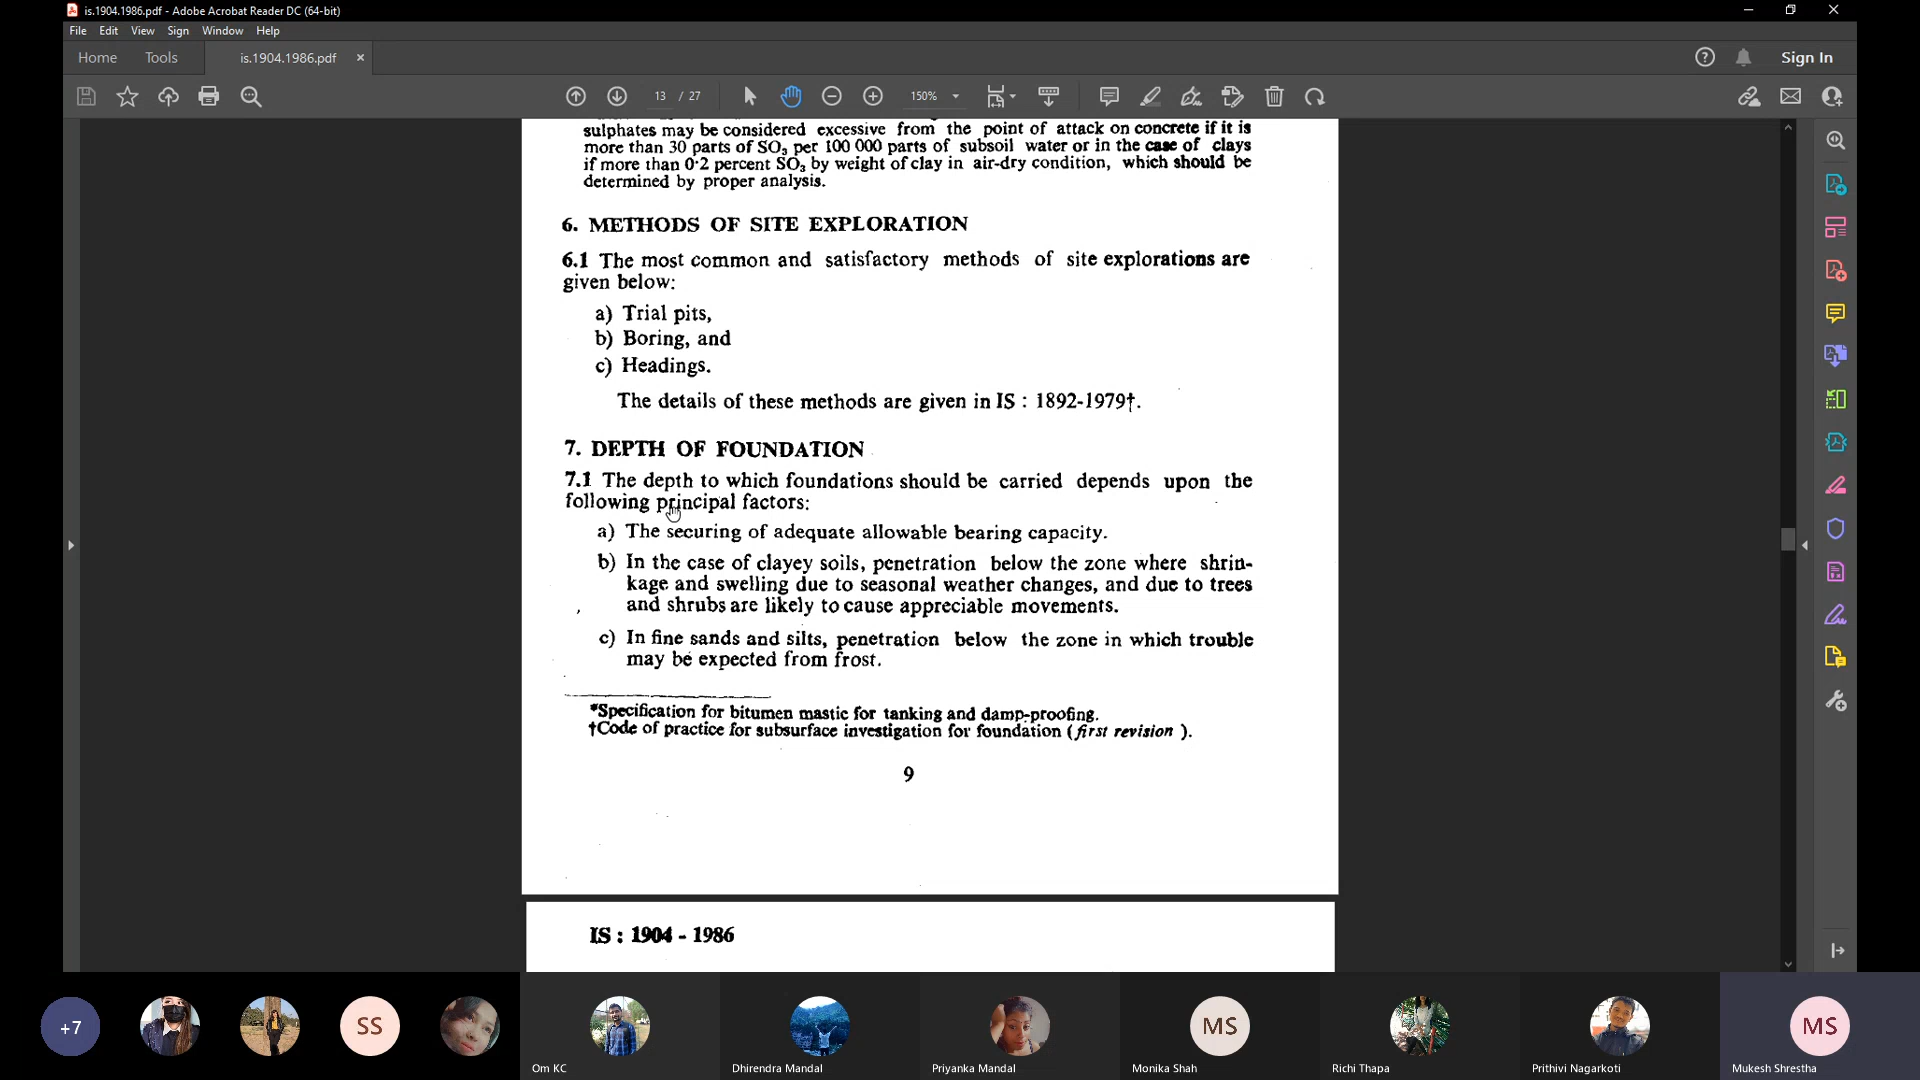 is.1904.1986.pdf - Adobe Acrobat Reader DC (64-bit)
File Edit View Sign Window Help
Home Tools is.1904.1986.pdf × Sign In
13 / 27 150%
sulphates may be considered excessive from the point of attack on concrete if it is
more than 30 parts of SO3 per 100 000 parts of subsoil water or in the case of clays
if more than 0·2 percent SO3 by weight of clay in air-dry condition, which should be
determined by proper analysis.
6. METHODS OF SITE EXPLORATION
6.1 The most common and satisfactory methods of site explorations are
given below:
a) Trial pits,
b) Boring, and
c) Headings.
The details of these methods are given in IS : 1892-1979†.
7. DEPTH OF FOUNDATION
7.1 The depth to which foundations should be carried depends upon the
following principal factors:
a) The securing of adequate allowable bearing capacity.
b) In the case of clayey soils, penetration below the zone where shrin-
kage and swelling due to seasonal weather changes, and due to trees
and shrubs are likely to cause appreciable movements.
c) In fine sands and silts, penetration below the zone in which trouble
may be expected from frost.
*Specification for bitumen mastic for tanking and damp-proofing.
†Code of practice for subsurface investigation for foundation (first revision ).
9
IS : 1904 - 1986
+7 SS MS MS
Om KC Dhirendra Mandal Priyanka Mandal Monika Shah Richi Thapa Prithivi Nagarkoti Mukesh Shrestha